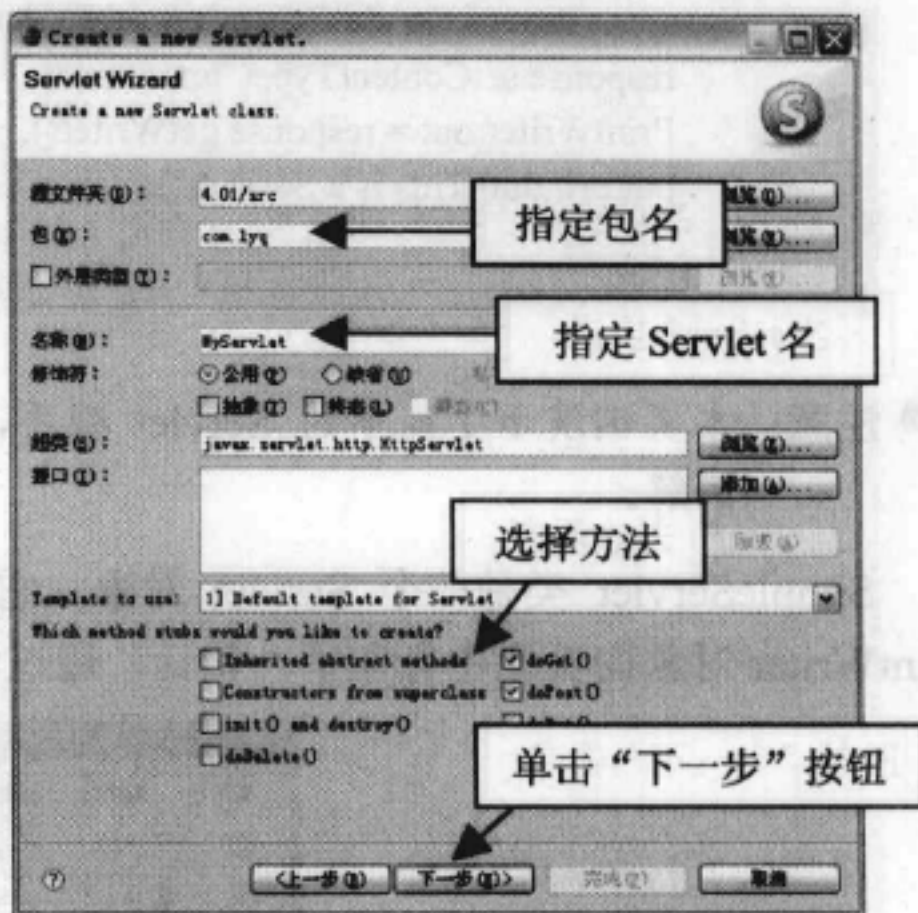 Create a new Servlet.
Servlet Wizard
Create a new Servlet class.
源文件夹(D):
4.01/src
浏览(O)...
指定包名
包(K):
com.lyq
浏览(W)...
外层类型(Y):
指定 Servlet 名
名称(M):
MyServlet
修饰符:
公用(P)
缺省(U)
抽象(T)
终态(L)
超类(S):
javax.servlet.http.HttpServlet
浏览(E)...
接口(I):
添加(A)...
选择方法
Template to use:
1] Default template for Servlet
Which method stubs would you like to create?
Inherited abstract methods
doGet()
Constructors from superclass
doPost()
init() and destroy()
doDelete()
单击“下一步”按钮
<上一步(B)
下一步(N)>
完成(F)
取消